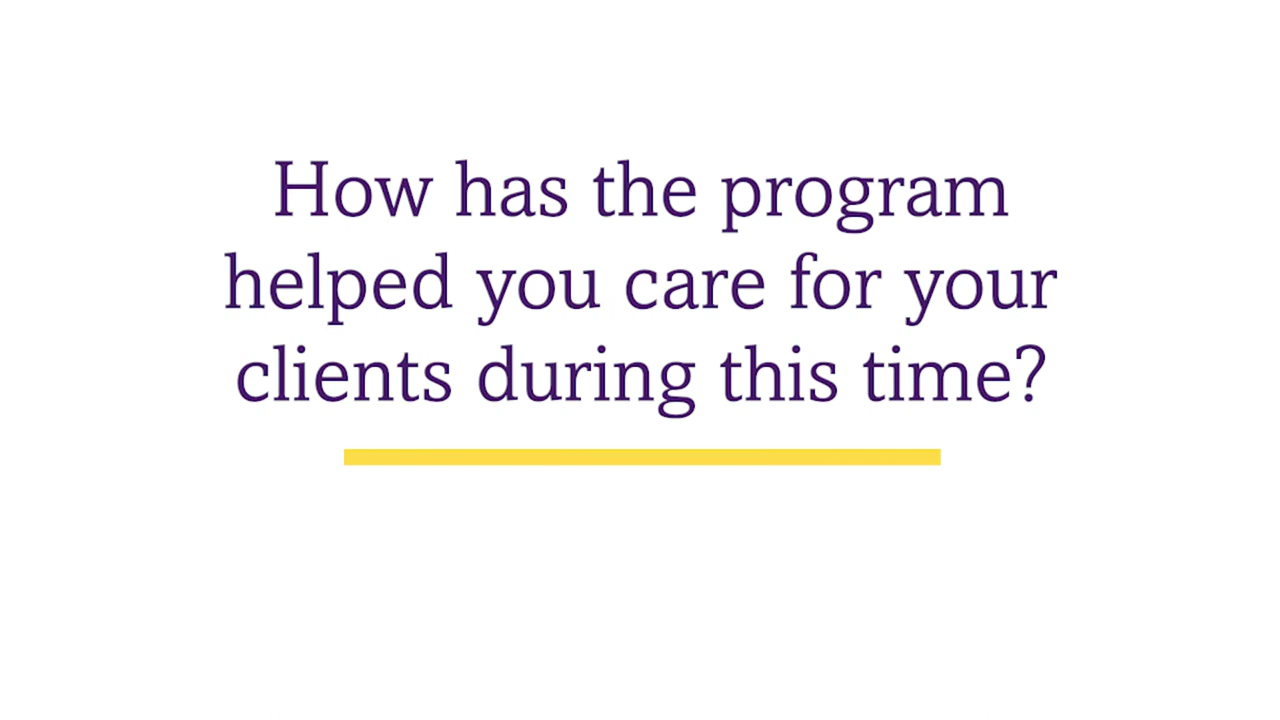 How has the program
helped you care for your
clients during this time?